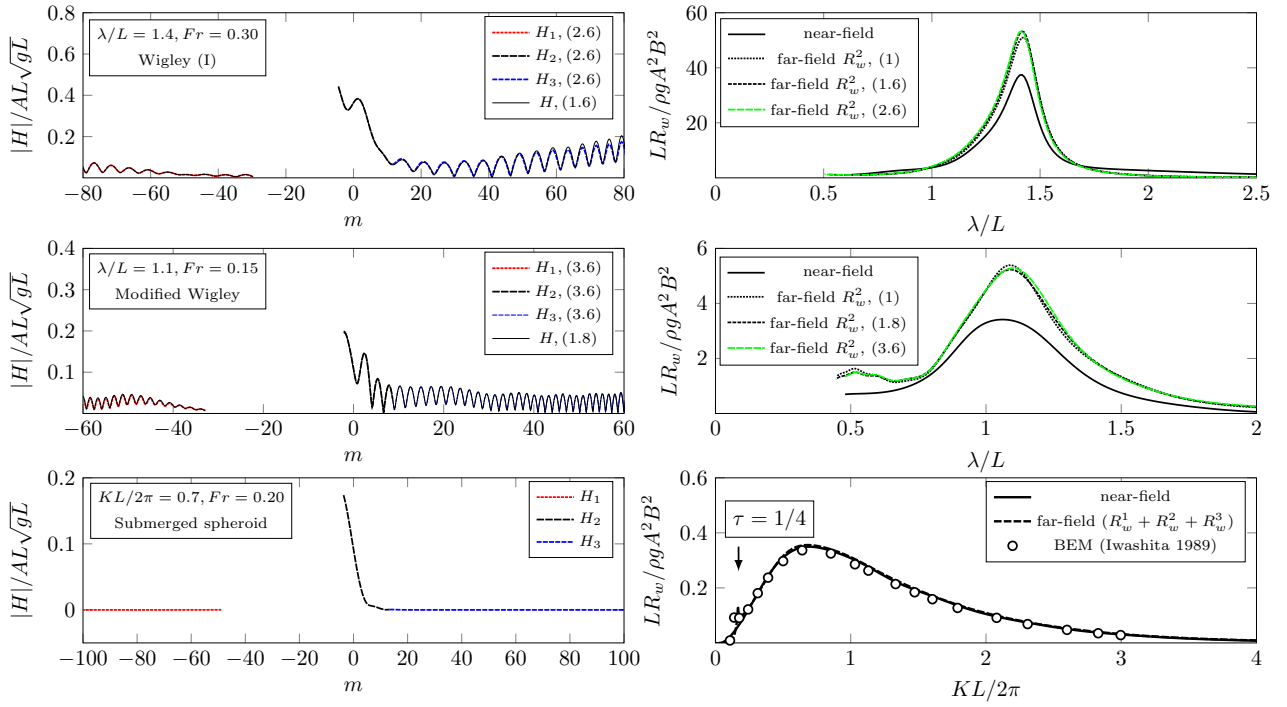 0.8
0.6
0.4
0.2
|H|/AL√gL
λ/L = 1.4, Fr = 0.30
Wigley (I)
H₁, (2.6)
H₂, (2.6)
H₃, (2.6)
H, (1.6)
−80 −60 −40 −20 0 20 40 60 80
m
60
40
20
LR_w/ρgA²B²
near-field
far-field R²_w, (1)
far-field R²_w, (1.6)
far-field R²_w, (2.6)
0.5 1 1.5 2 2.5
λ/L
0.4
0.3
0.2
0.1
|H|/AL√gL
λ/L = 1.1, Fr = 0.15
Modified Wigley
H₁, (3.6)
H₂, (3.6)
H₃, (3.6)
H, (1.8)
−60 −40 −20 0 20 40 60
m
6
4
2
0
LR_w/ρgA²B²
near-field
far-field R²_w, (1)
far-field R²_w, (1.8)
far-field R²_w, (3.6)
0.5 1 1.5 2
λ/L
0.2
0.1
0
|H|/AL√gL
KL/2π = 0.7, Fr = 0.20
Submerged spheroid
H₁
H₂
H₃
−100 −80 −60 −40 −20 0 20 40 60 80 100
m
0.6
0.4
0.2
0
LR_w/ρgA²B²
τ = 1/4
near-field
far-field (R¹_w + R²_w + R³_w)
BEM (Iwashita 1989)
0 1 2 3 4
KL/2π